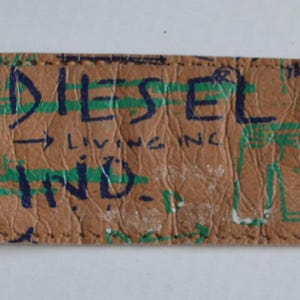 DIESEL®
→ LIVING INC
IND.